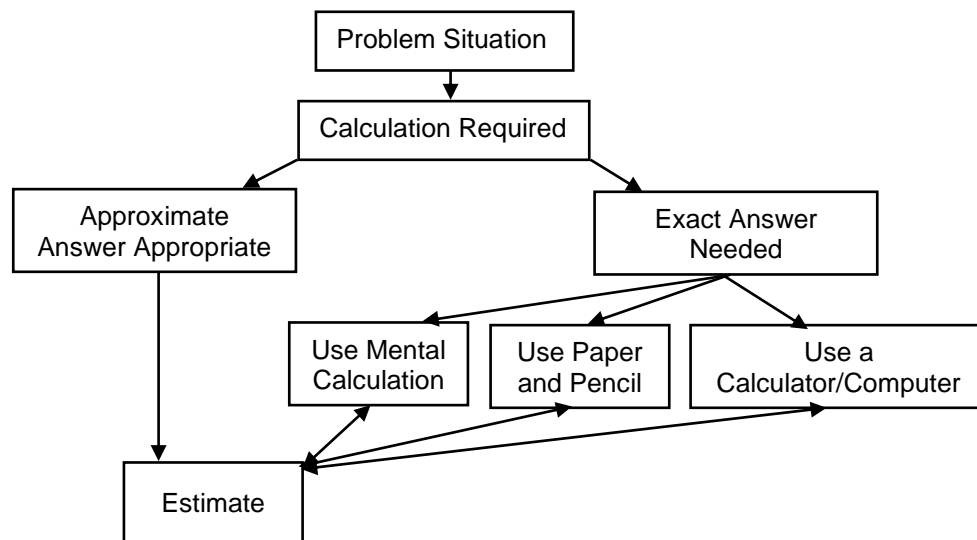 Problem Situation
Calculation Required
Approximate
Answer Appropriate
Exact Answer
Needed
Use Mental
Calculation
Use Paper
and Pencil
Use a
Calculator/Computer
Estimate